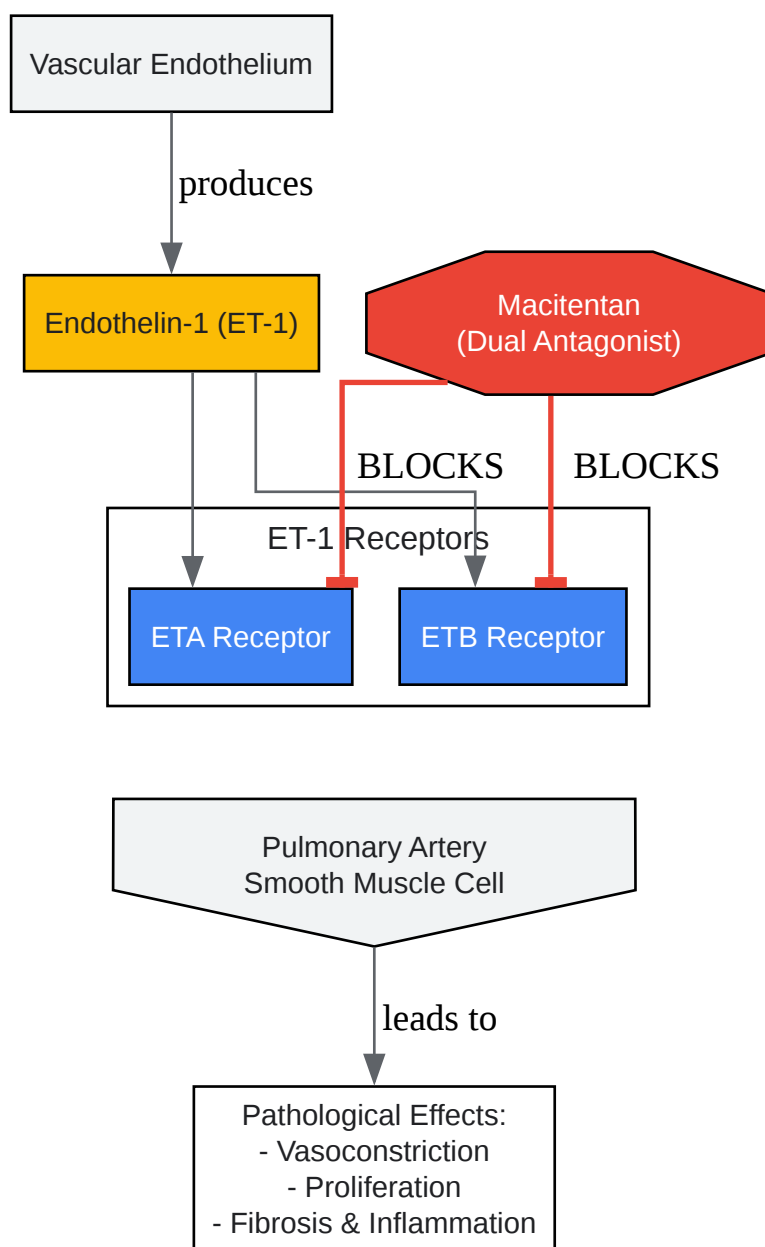 Vascular Endothelium
produces
Endothelin-1 (ET-1)
Macitentan
(Dual Antagonist)
BLOCKS
BLOCKS
ET-1 Receptors
ETA Receptor
ETB Receptor
Pulmonary Artery
Smooth Muscle Cell
leads to
Pathological Effects:
- Vasoconstriction
- Proliferation
- Fibrosis & Inflammation